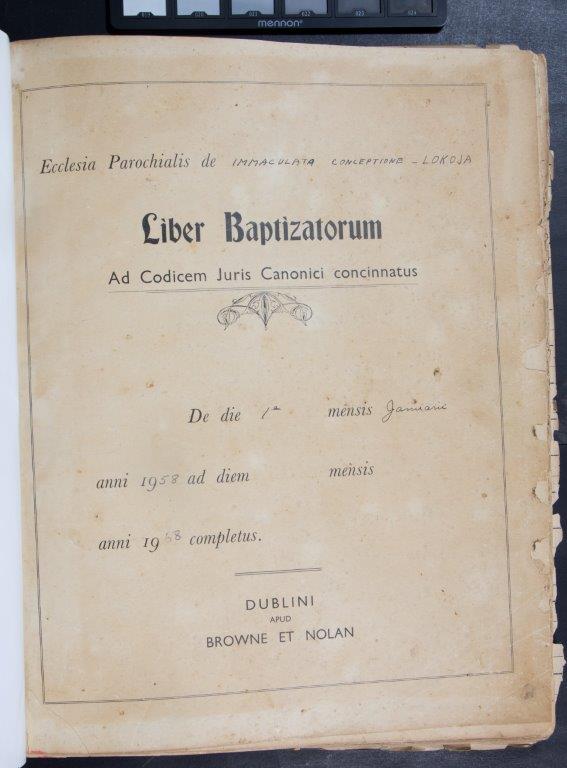 mennon
Ecclesia Parochialis de IMMACULATA CONCEPTIONE - LOKOJA
Liber Baptizatorum
Ad Codicem Juris Canonici concinnatus
De die 1a mensis Januarii
anni 1958 ad diem mensis
anni 1958 completus.
DUBLINI
APUD
BROWNE ET NOLAN